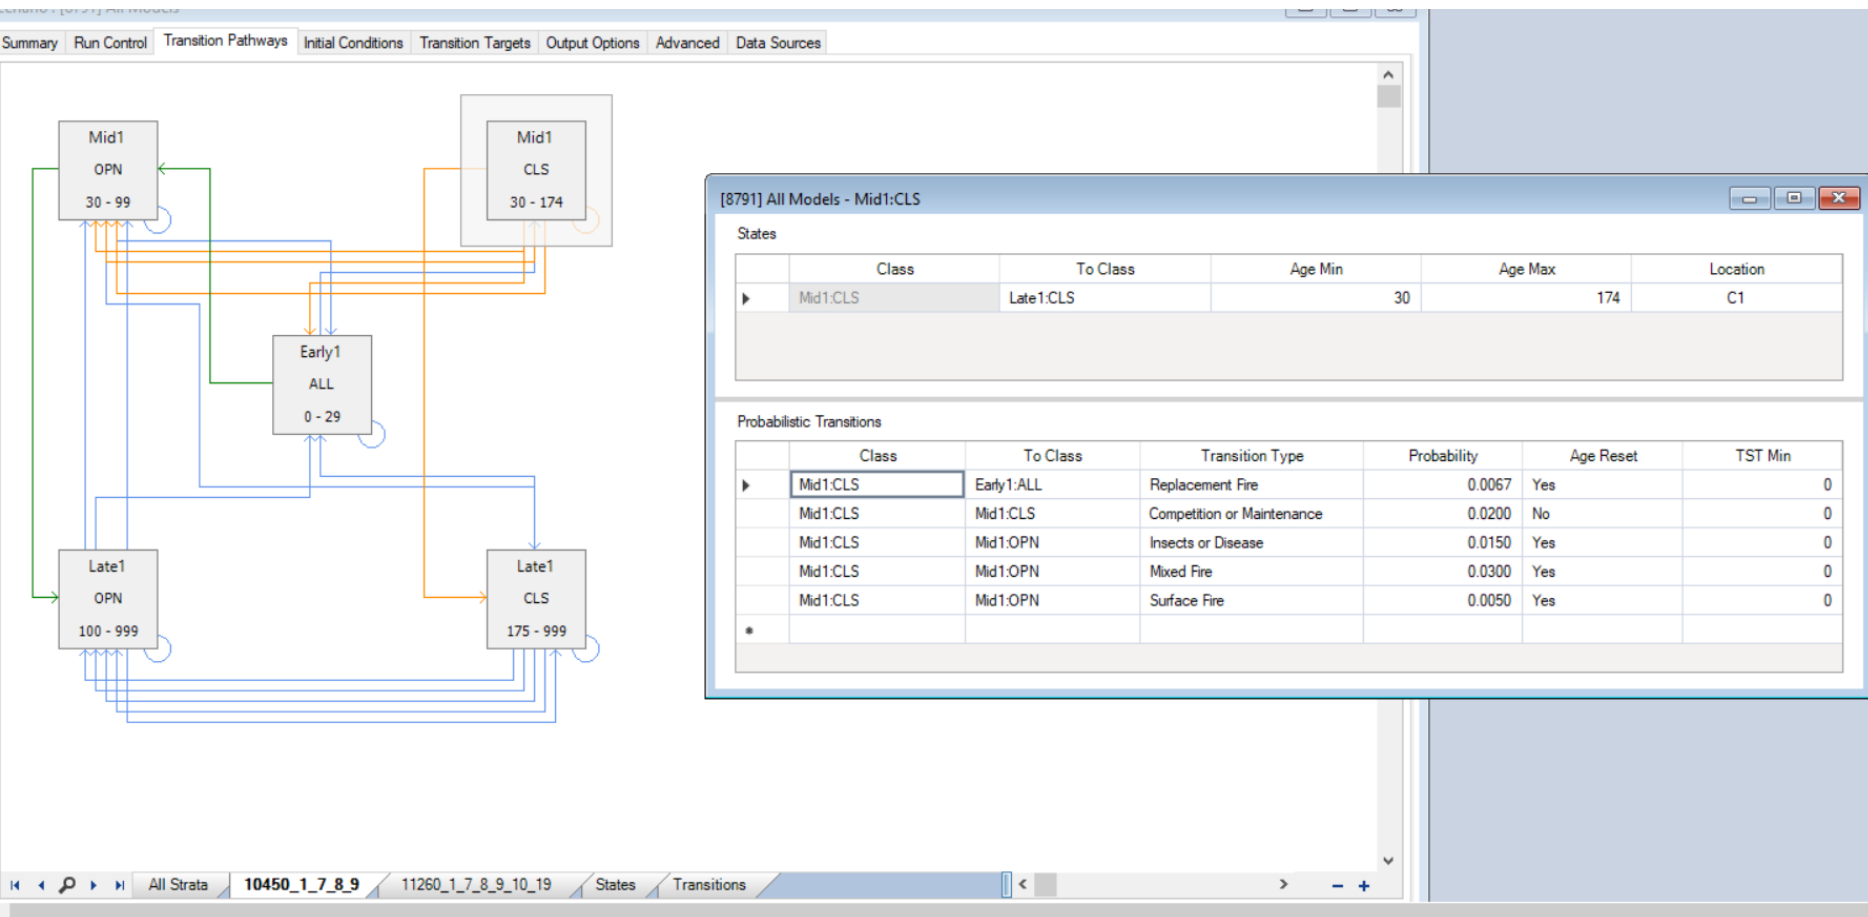 [8791] All Models
Summary Run Control Transition Pathways Initial Conditions Transition Targets Output Options Advanced Data Sources
Mid1
OPN
30 - 99
Mid1
CLS
30 - 174
Early1
ALL
0 - 29
Late1
OPN
100 - 999
Late1
CLS
175 - 999
[8791] All Models - Mid1:CLS
States
Class To Class Age Min Age Max Location
Mid1:CLS Late1:CLS 30 174 C1
Probabilistic Transitions
Class To Class Transition Type Probability Age Reset TST Min
Mid1:CLS Early1:ALL Replacement Fire 0.0067 Yes 0
Mid1:CLS Mid1:CLS Competition or Maintenance 0.0200 No 0
Mid1:CLS Mid1:OPN Insects or Disease 0.0150 Yes 0
Mid1:CLS Mid1:OPN Mixed Fire 0.0300 Yes 0
Mid1:CLS Mid1:OPN Surface Fire 0.0050 Yes 0
All Strata 10450_1_7_8_9 11260_1_7_8_9_10_19 States Transitions